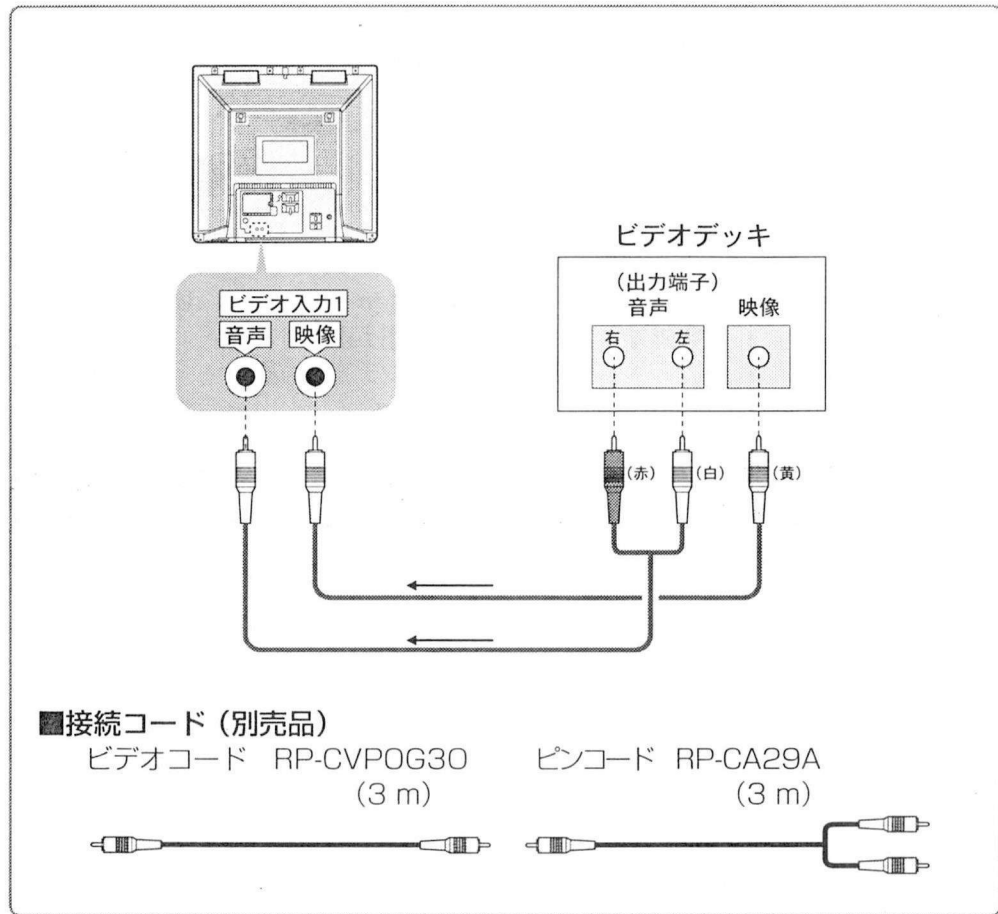 ビデオデッキ
(出力端子)
音声 映像
右 左
ビデオ入力1
音声 映像
(赤) (白) (黄)
■接続コード(別売品)
ビデオコード RP-CVP0G30
(3 m)
ピンコード RP-CA29A
(3 m)